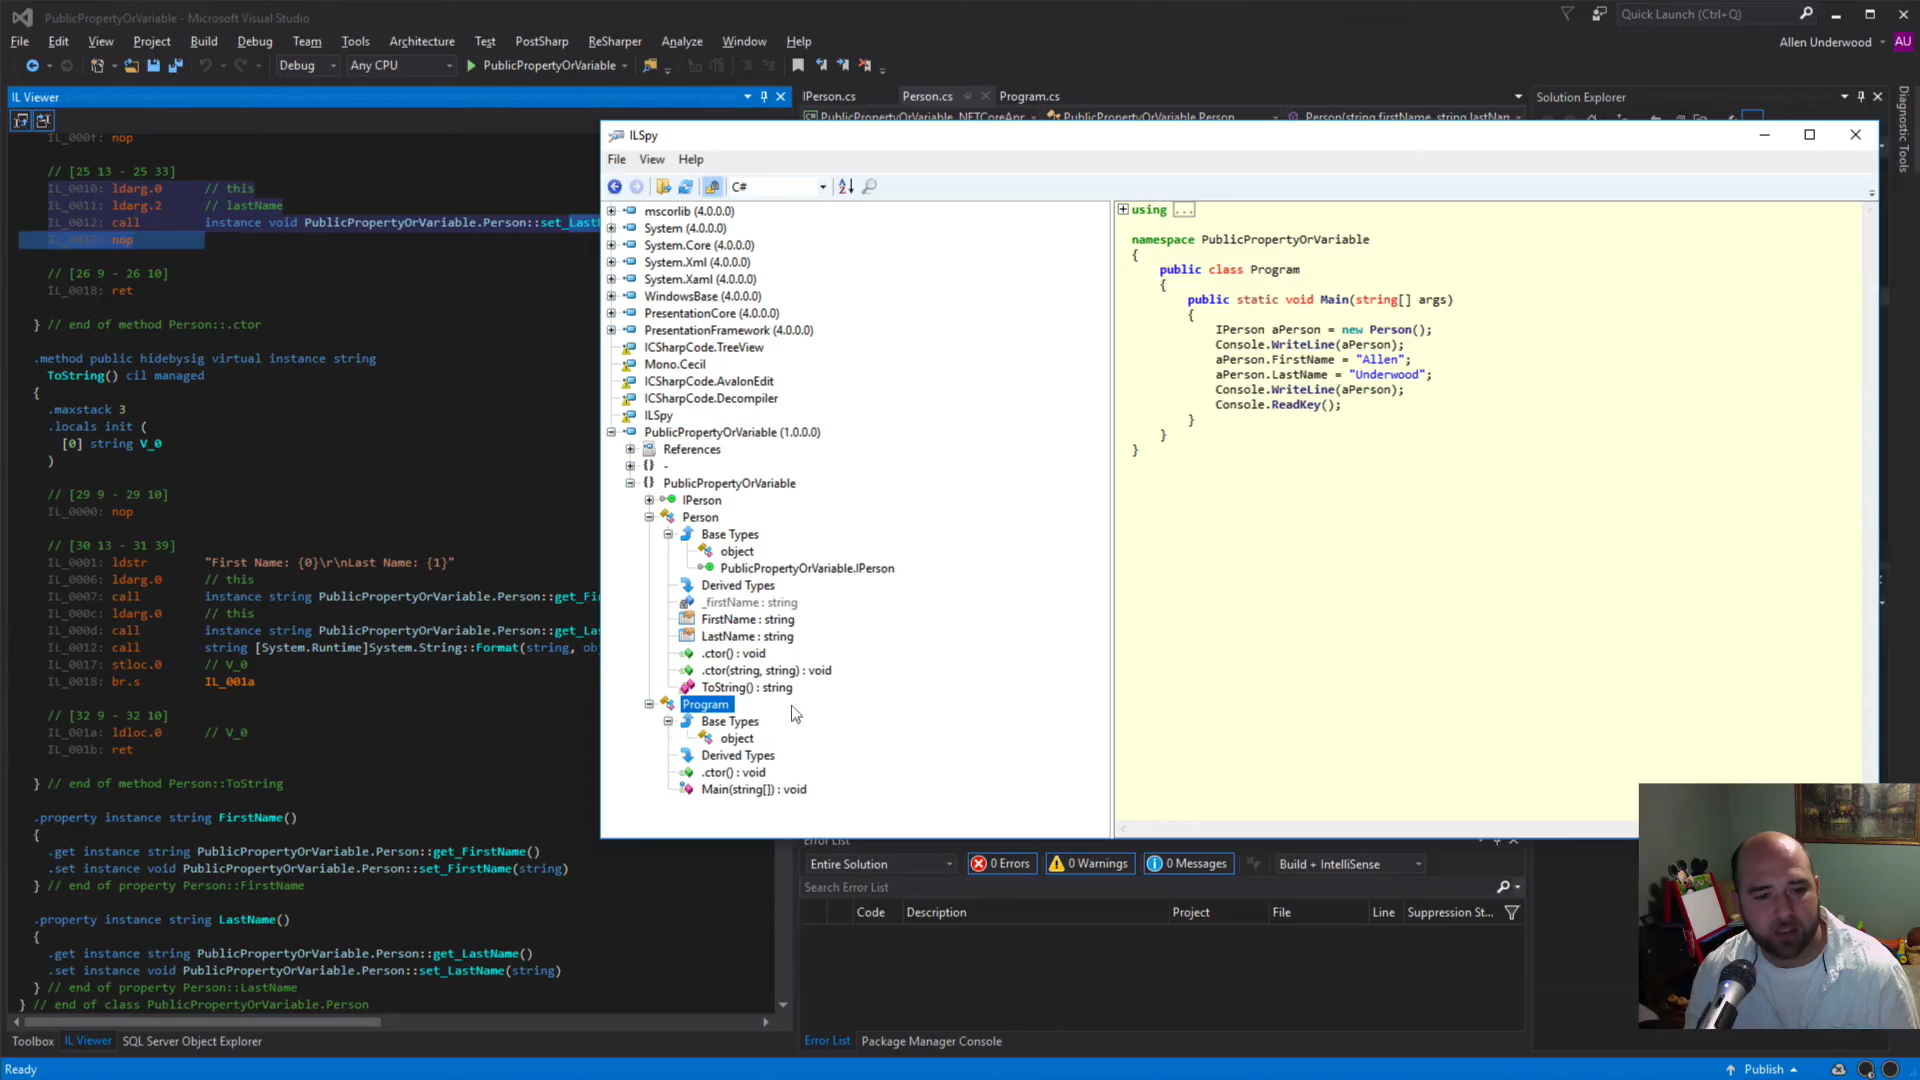 PublicPropertyOrVariable - Microsoft Visual Studio
Quick Launch (Ctrl+Q)
File Edit View Project Build Debug Team Tools Architecture Test PostSharp ReSharper Analyze Window Help
Allen Underwood AU
Debug Any CPU PublicPropertyOrVariable
IL Viewer
IL_000f: nop
// [25 13 - 25 33]
IL_0010: ldarg.0 // this
IL_0011: ldarg.2 // lastName
IL_0012: call instance void PublicPropertyOrVariable.Person::set_Last
nop
// [26 9 - 26 10]
IL_0018: ret
} // end of method Person::.ctor
.method public hidebysig virtual instance string
ToString() cil managed
{
.maxstack 3
.locals init (
[0] string V_0
)
// [29 9 - 29 10]
IL_0000: nop
// [30 13 - 31 39]
IL_0001: ldstr "First Name: {0}\r\nLast Name: {1}"
IL_0006: ldarg.0 // this
IL_0007: call instance string PublicPropertyOrVariable.Person::get_Fi
IL_000c: ldarg.0 // this
IL_000d: call instance string PublicPropertyOrVariable.Person::get_La
IL_0012: call string [System.Runtime]System.String::Format(string, ob
IL_0017: stloc.0 // V_0
IL_0018: br.s IL_001a
// [32 9 - 32 10]
IL_001a: ldloc.0 // V_0
IL_001b: ret
} // end of method Person::ToString
.property instance string FirstName()
{
.get instance string PublicPropertyOrVariable.Person::get_FirstName()
.set instance void PublicPropertyOrVariable.Person::set_FirstName(string)
} // end of property Person::FirstName
.property instance string LastName()
{
.get instance string PublicPropertyOrVariable.Person::get_LastName()
.set instance void PublicPropertyOrVariable.Person::set_LastName(string)
} // end of property Person::LastName
} // end of class PublicPropertyOrVariable.Person
Toolbox IL Viewer SQL Server Object Explorer
Ready
IPerson.cs Person.cs Program.cs
Solution Explorer
Diagnostic Tools
ILSpy
File View Help
C#
mscorlib (4.0.0.0)
System (4.0.0.0)
System.Core (4.0.0.0)
System.Xml (4.0.0.0)
System.Xaml (4.0.0.0)
WindowsBase (4.0.0.0)
PresentationCore (4.0.0.0)
PresentationFramework (4.0.0.0)
ICSharpCode.TreeView
Mono.Cecil
ICSharpCode.AvalonEdit
ICSharpCode.Decompiler
ILSpy
PublicPropertyOrVariable (1.0.0.0)
References
{} -
{} PublicPropertyOrVariable
IPerson
Person
Base Types
object
PublicPropertyOrVariable.IPerson
Derived Types
_firstName : string
FirstName : string
LastName : string
.ctor() : void
.ctor(string, string) : void
ToString() : string
Program
Base Types
object
Derived Types
.ctor() : void
Main(string[]) : void
using ...
namespace PublicPropertyOrVariable
{
public class Program
{
public static void Main(string[] args)
{
IPerson aPerson = new Person();
Console.WriteLine(aPerson);
aPerson.FirstName = "Allen";
aPerson.LastName = "Underwood";
Console.WriteLine(aPerson);
Console.ReadKey();
}
}
}
Error List
Entire Solution 0 Errors 0 Warnings 0 Messages Build + IntelliSense
Search Error List
Code Description Project File Line Suppression St...
Error List Package Manager Console
Publish